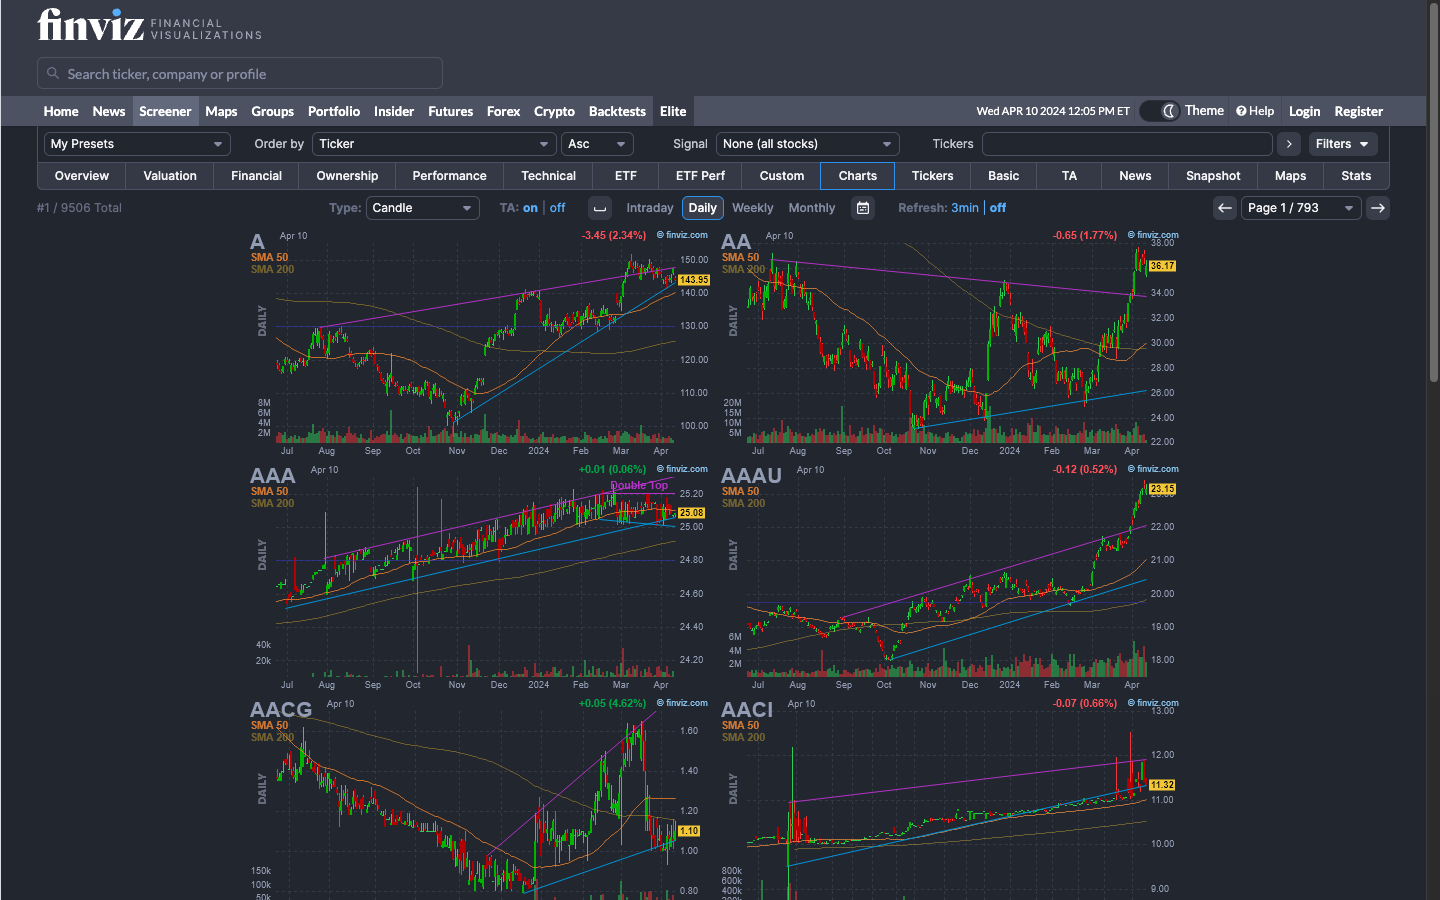 finviz FINANCIAL VISUALIZATIONS
Search ticker, company or profile
Home News Screener Maps Groups Portfolio Insider Futures Forex Crypto Backtests Elite Wed APR 10 2024 12:05 PM ET Theme Help Login Register
My Presets Order by Ticker Asc Signal None (all stocks) Tickers Filters
Overview Valuation Financial Ownership Performance Technical ETF ETF Perf Custom Charts Tickers Basic TA News Snapshot Maps Stats
#1 / 9506 Total Type: Candle TA: on | off Intraday Daily Weekly Monthly Refresh: 3min | off Page 1 / 793
A Apr 10 -3.45 (2.34%) © finviz.com
SMA 50
SMA 200
DAILY
150.00
143.95
140.00
130.00
120.00
110.00
100.00
8M
6M
4M
2M
Jul Aug Sep Oct Nov Dec 2024 Feb Mar Apr
AA Apr 10 -0.65 (1.77%) © finviz.com
SMA 50
SMA 200
DAILY
38.00
36.17
34.00
32.00
30.00
28.00
26.00
24.00
22.00
20M
15M
10M
5M
Jul Aug Sep Oct Nov Dec 2024 Feb Mar Apr
AAA Apr 10 +0.01 (0.06%) © finviz.com
SMA 50
SMA 200
Double Top
DAILY
25.20
25.08
25.00
24.80
24.60
24.40
24.20
40k
20k
Jul Aug Sep Oct Nov Dec 2024 Feb Mar Apr
AAAU Apr 10 -0.12 (0.52%) © finviz.com
SMA 50
SMA 200
DAILY
23.15
22.00
21.00
20.00
19.00
18.00
6M
4M
2M
Jul Aug Sep Oct Nov Dec 2024 Feb Mar Apr
AACG Apr 10 +0.05 (4.62%) © finviz.com
SMA 50
SMA 200
DAILY
1.60
1.40
1.20
1.10
1.00
0.80
150k
100k
50k
AACI Apr 10 -0.07 (0.66%) © finviz.com
SMA 50
SMA 200
DAILY
13.00
12.00
11.32
11.00
10.00
9.00
800k
600k
400k